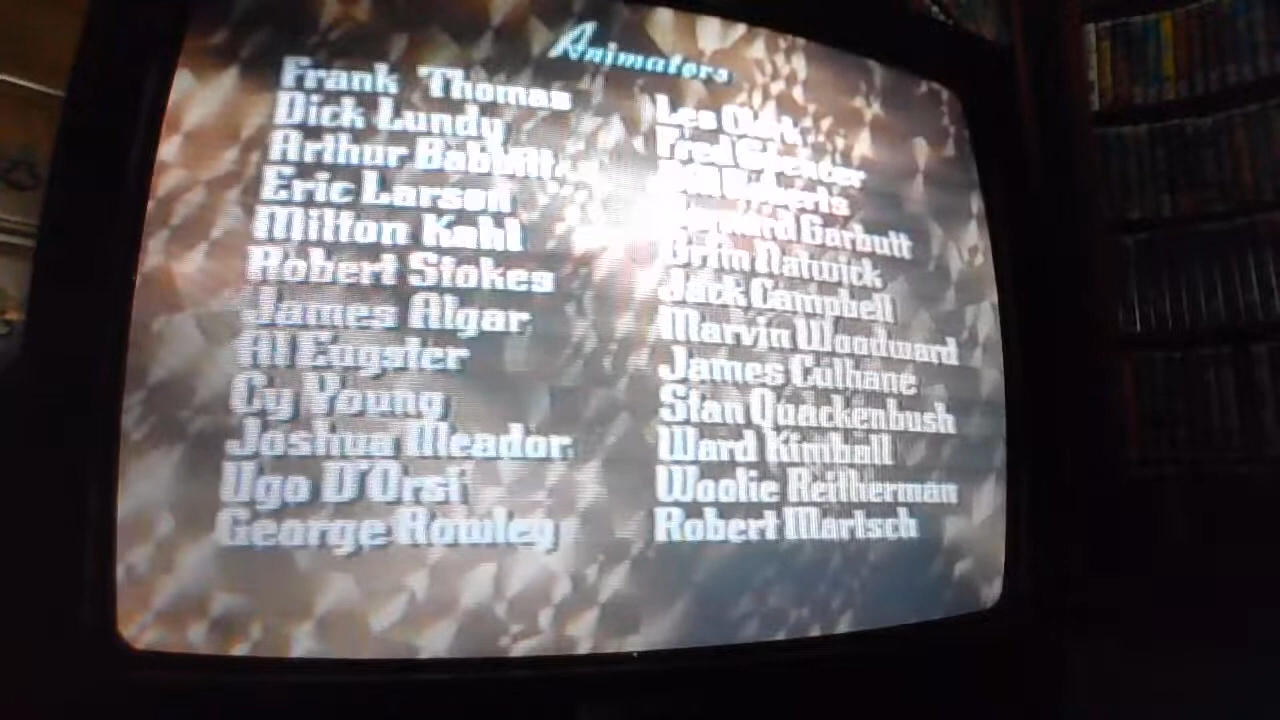 Animators
Frank Thomas
Dick Lundy
Arthur Babbitt
Eric Larson
Milton Kahl
Robert Stokes
James Algar
Al Eugster
Cy Young
Joshua Meador
Ugo D'Orsi
George Rowley
Les Clark
Fred Spencer
Bill Roberts
Bernard Garbutt
Grim Natwick
Jack Campbell
Marvin Woodward
James Culhane
Stan Quackenbush
Ward Kimball
Woolie Reitherman
Robert Martsch